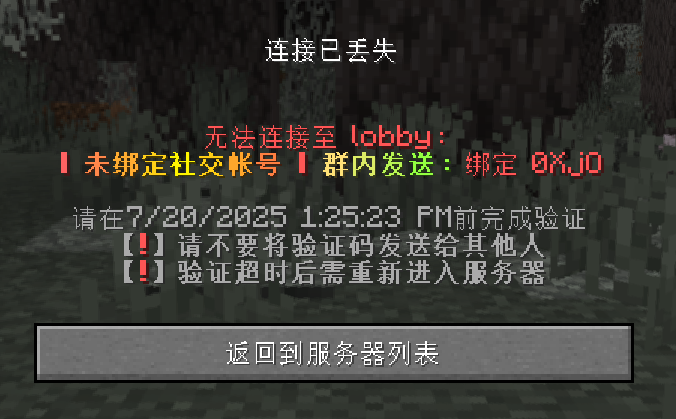 连接已丢失
无法连接至 lobby:
| 未绑定社交帐号 | 群内发送: 绑定 0XjO
请在7/20/2025 1:25:23 PM前完成验证
【!】请不要将验证码发送给其他人
【!】验证超时后需重新进入服务器
返回到服务器列表